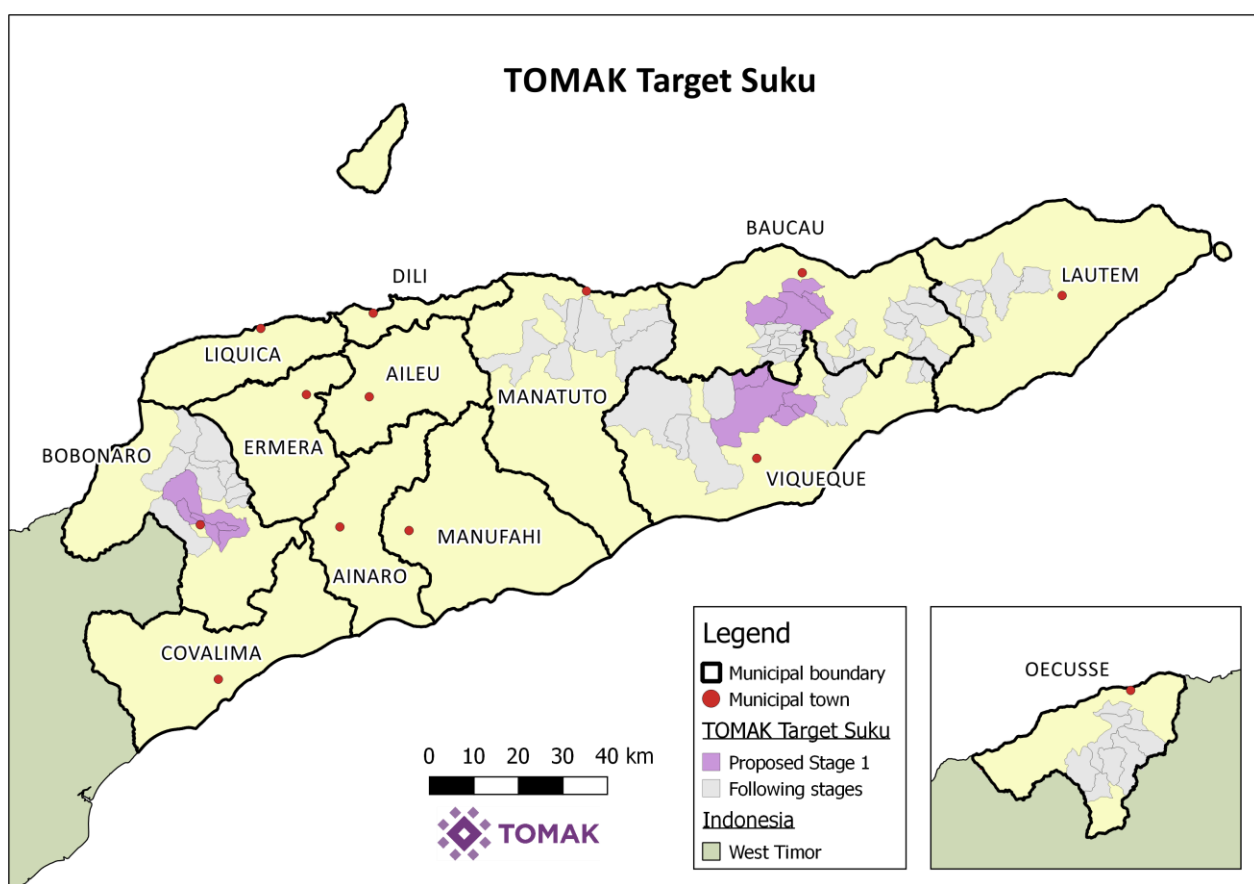 TOMAK Target Suku
BAUCAU
DILI
LAUTEM
LIQUICA
AILEU
MANATUTO
BOBONARO
ERMERA
VIQUEQUE
MANUFAHI
AINARO
COVALIMA
0 10 20 30 40 km
TOMAK
Legend
Municipal boundary
Municipal town
TOMAK Target Suku
Proposed Stage 1
Following stages
Indonesia
West Timor
OECUSSE